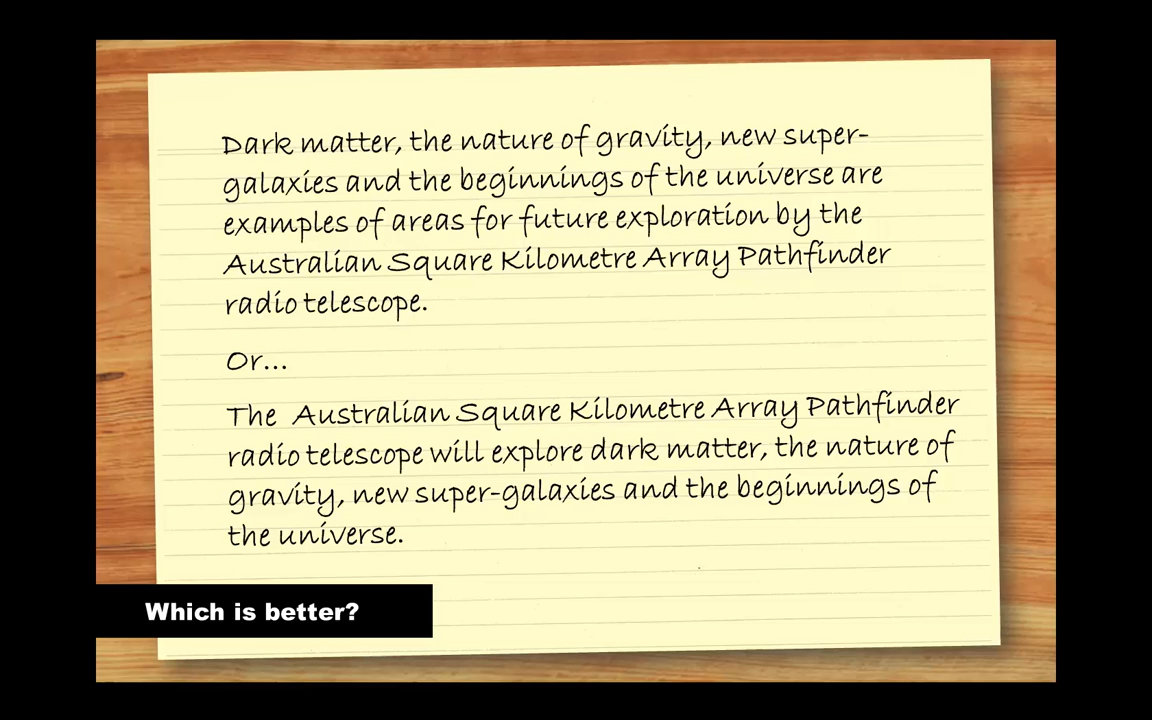 Dark matter, the nature of gravity, new super-
galaxies and the beginnings of the universe are
examples of areas for future exploration by the
Australian Square Kilometre Array Pathfinder
radio telescope.
Or...
The Australian Square Kilometre Array Pathfinder
radio telescope will explore dark matter, the nature of
gravity, new super-galaxies and the beginnings of
the universe.
Which is better?